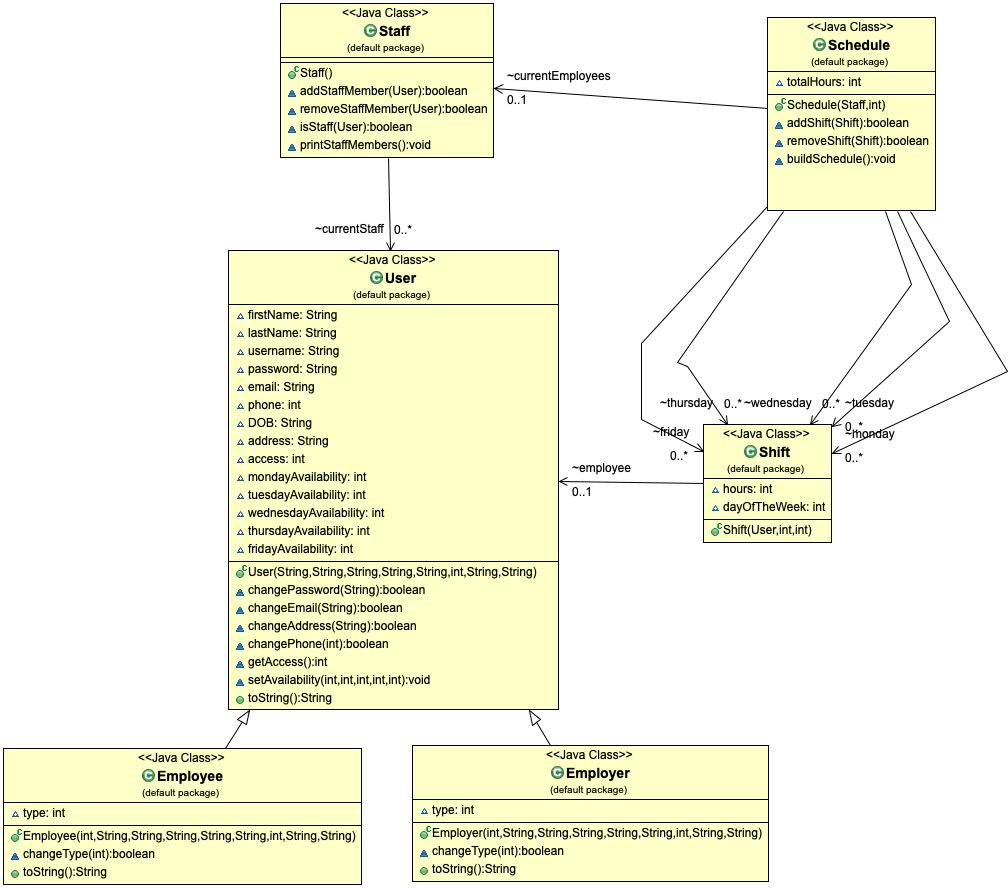 <<Java Class>>
Staff
(default package)
Staff()
addStaffMember(User):boolean
removeStaffMember(User):boolean
isStaff(User):boolean
printStaffMembers():void
<<Java Class>>
Schedule
(default package)
totalHours: int
Schedule(Staff,int)
addShift(Shift):boolean
removeShift(Shift):boolean
buildSchedule():void
~currentEmployees
0..1
~currentStaff 0..*
<<Java Class>>
User
(default package)
firstName: String
lastName: String
username: String
password: String
email: String
phone: int
DOB: String
address: String
access: int
mondayAvailability: int
tuesdayAvailability: int
wednesdayAvailability: int
thursdayAvailability: int
fridayAvailability: int
User(String,String,String,String,String,int,String,String)
changePassword(String):boolean
changeEmail(String):boolean
changeAddress(String):boolean
changePhone(int):boolean
getAccess():int
setAvailability(int,int,int,int,int):void
toString():String
~thursday 0..* ~wednesday 0..* ~tuesday
0..*
~friday
~monday
0..*
0..*
<<Java Class>>
Shift
(default package)
hours: int
dayOfTheWeek: int
Shift(User,int,int)
~employee
0..1
<<Java Class>>
Employee
(default package)
type: int
Employee(int,String,String,String,String,String,int,String,String)
changeType(int):boolean
toString():String
<<Java Class>>
Employer
(default package)
type: int
Employer(int,String,String,String,String,String,int,String,String)
changeType(int):boolean
toString():String